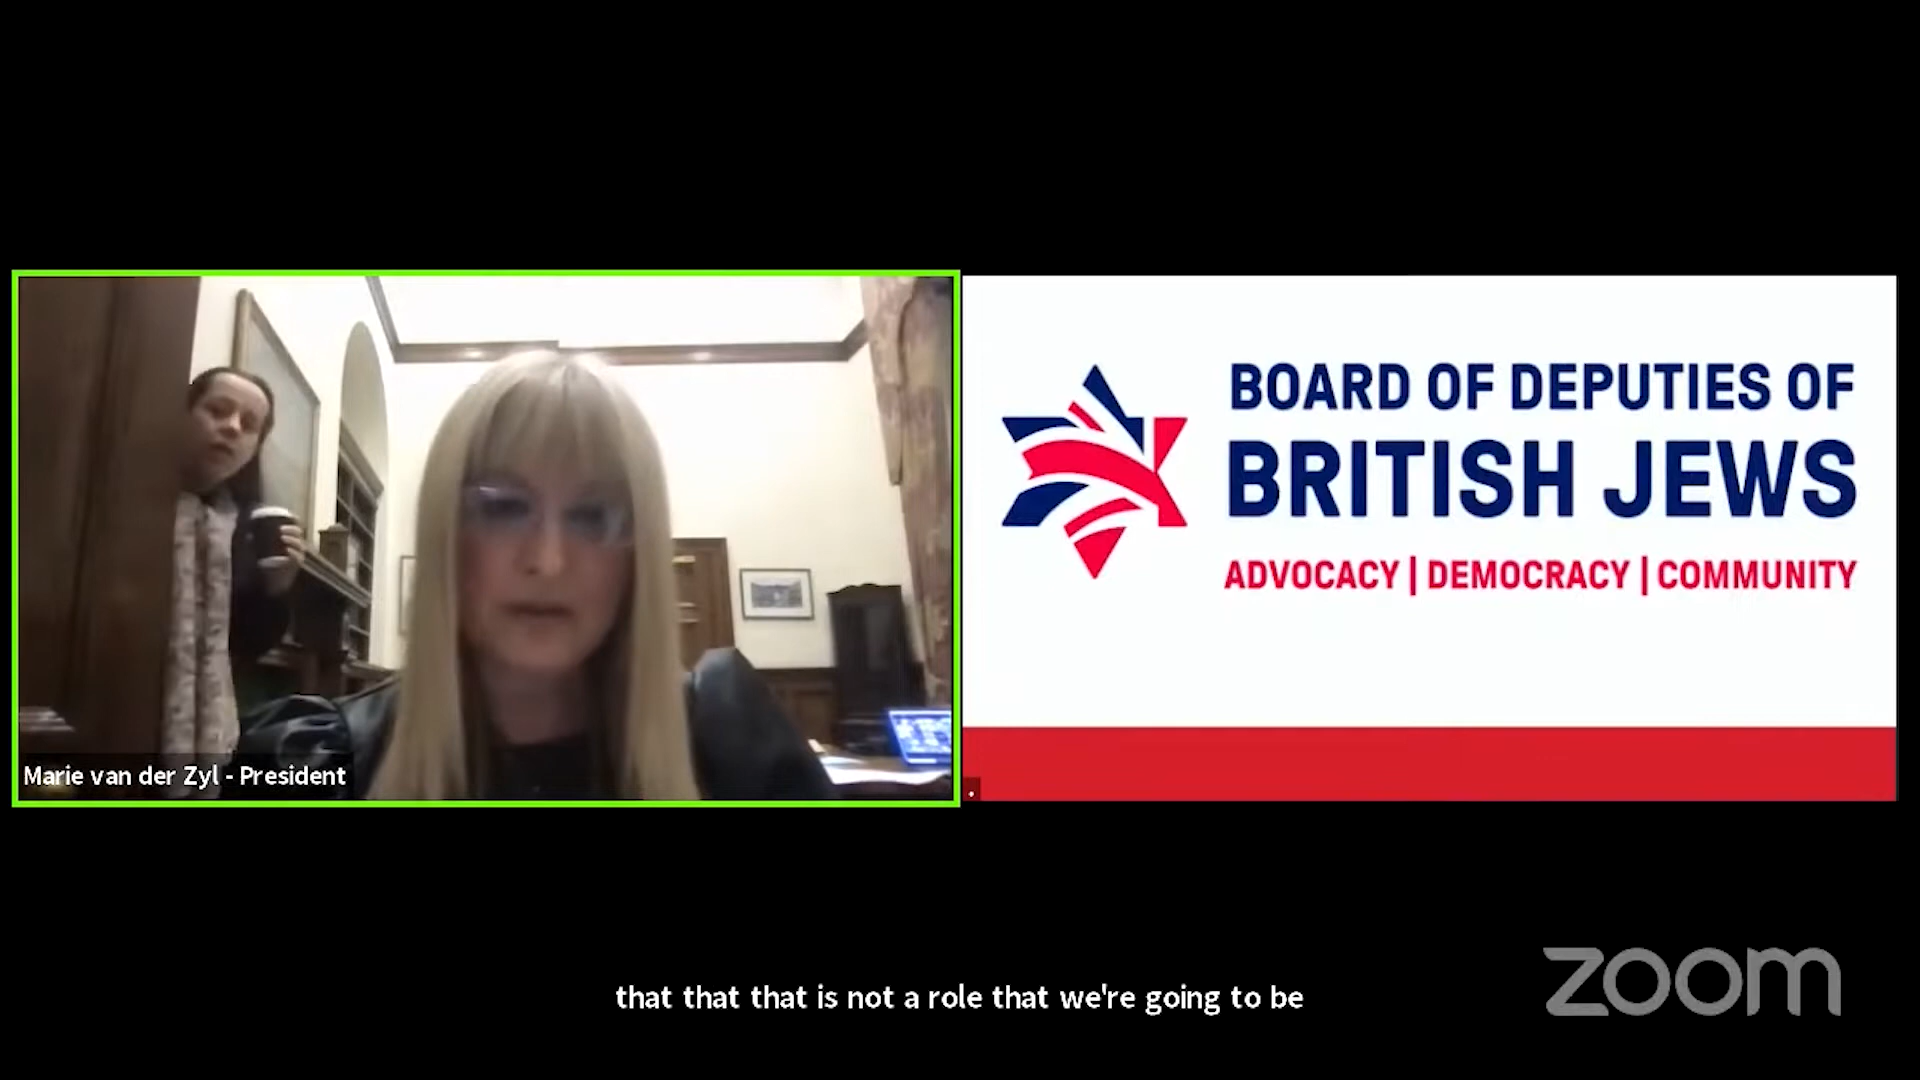 BOARD OF DEPUTIES OF
BRITISH JEWS
ADVOCACY | DEMOCRACY | COMMUNITY
Marie van der Zyl - President
.
that that that is not a role that we're going to be
zoom